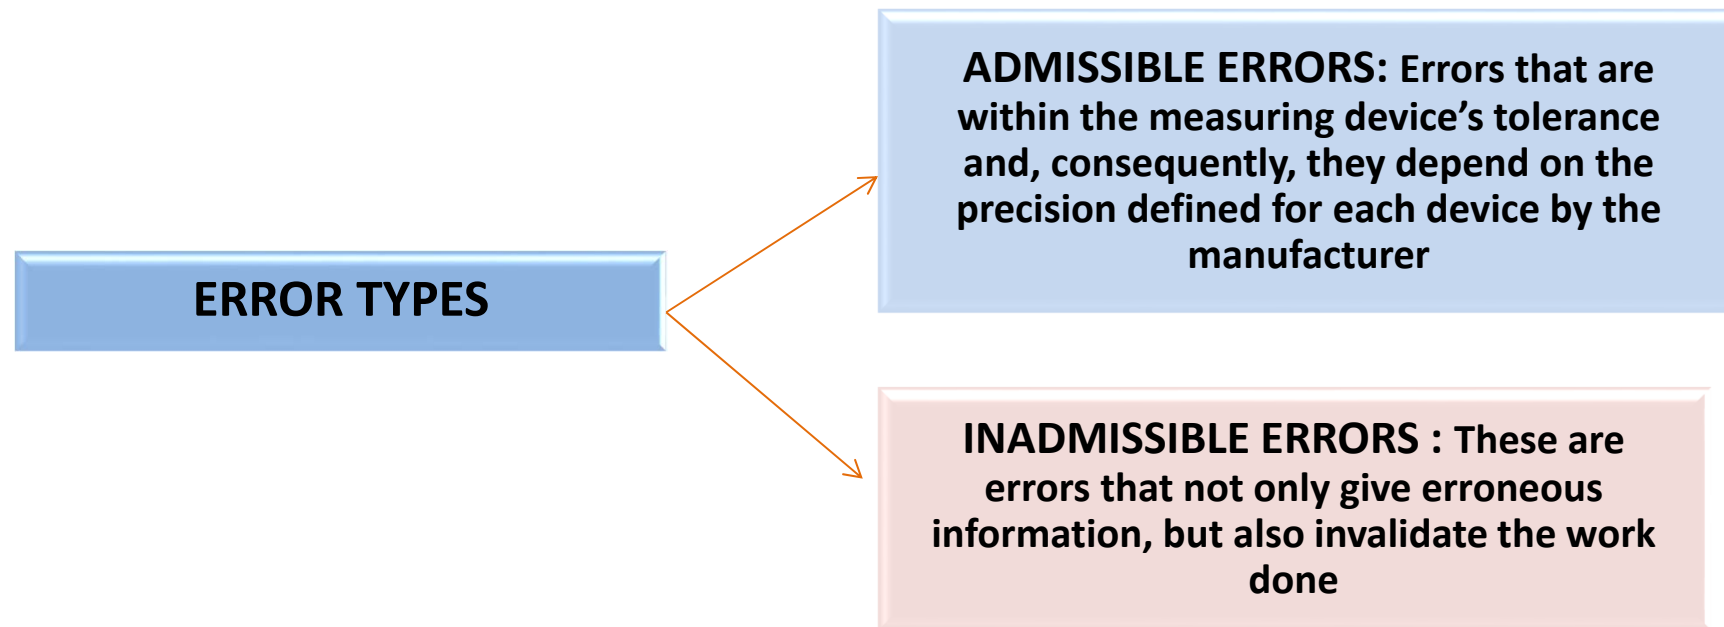 ERROR TYPES
ADMISSIBLE ERRORS: Errors that are
within the measuring device’s tolerance
and, consequently, they depend on the
precision defined for each device by the
manufacturer
INADMISSIBLE ERRORS : These are
errors that not only give erroneous
information, but also invalidate the work
done